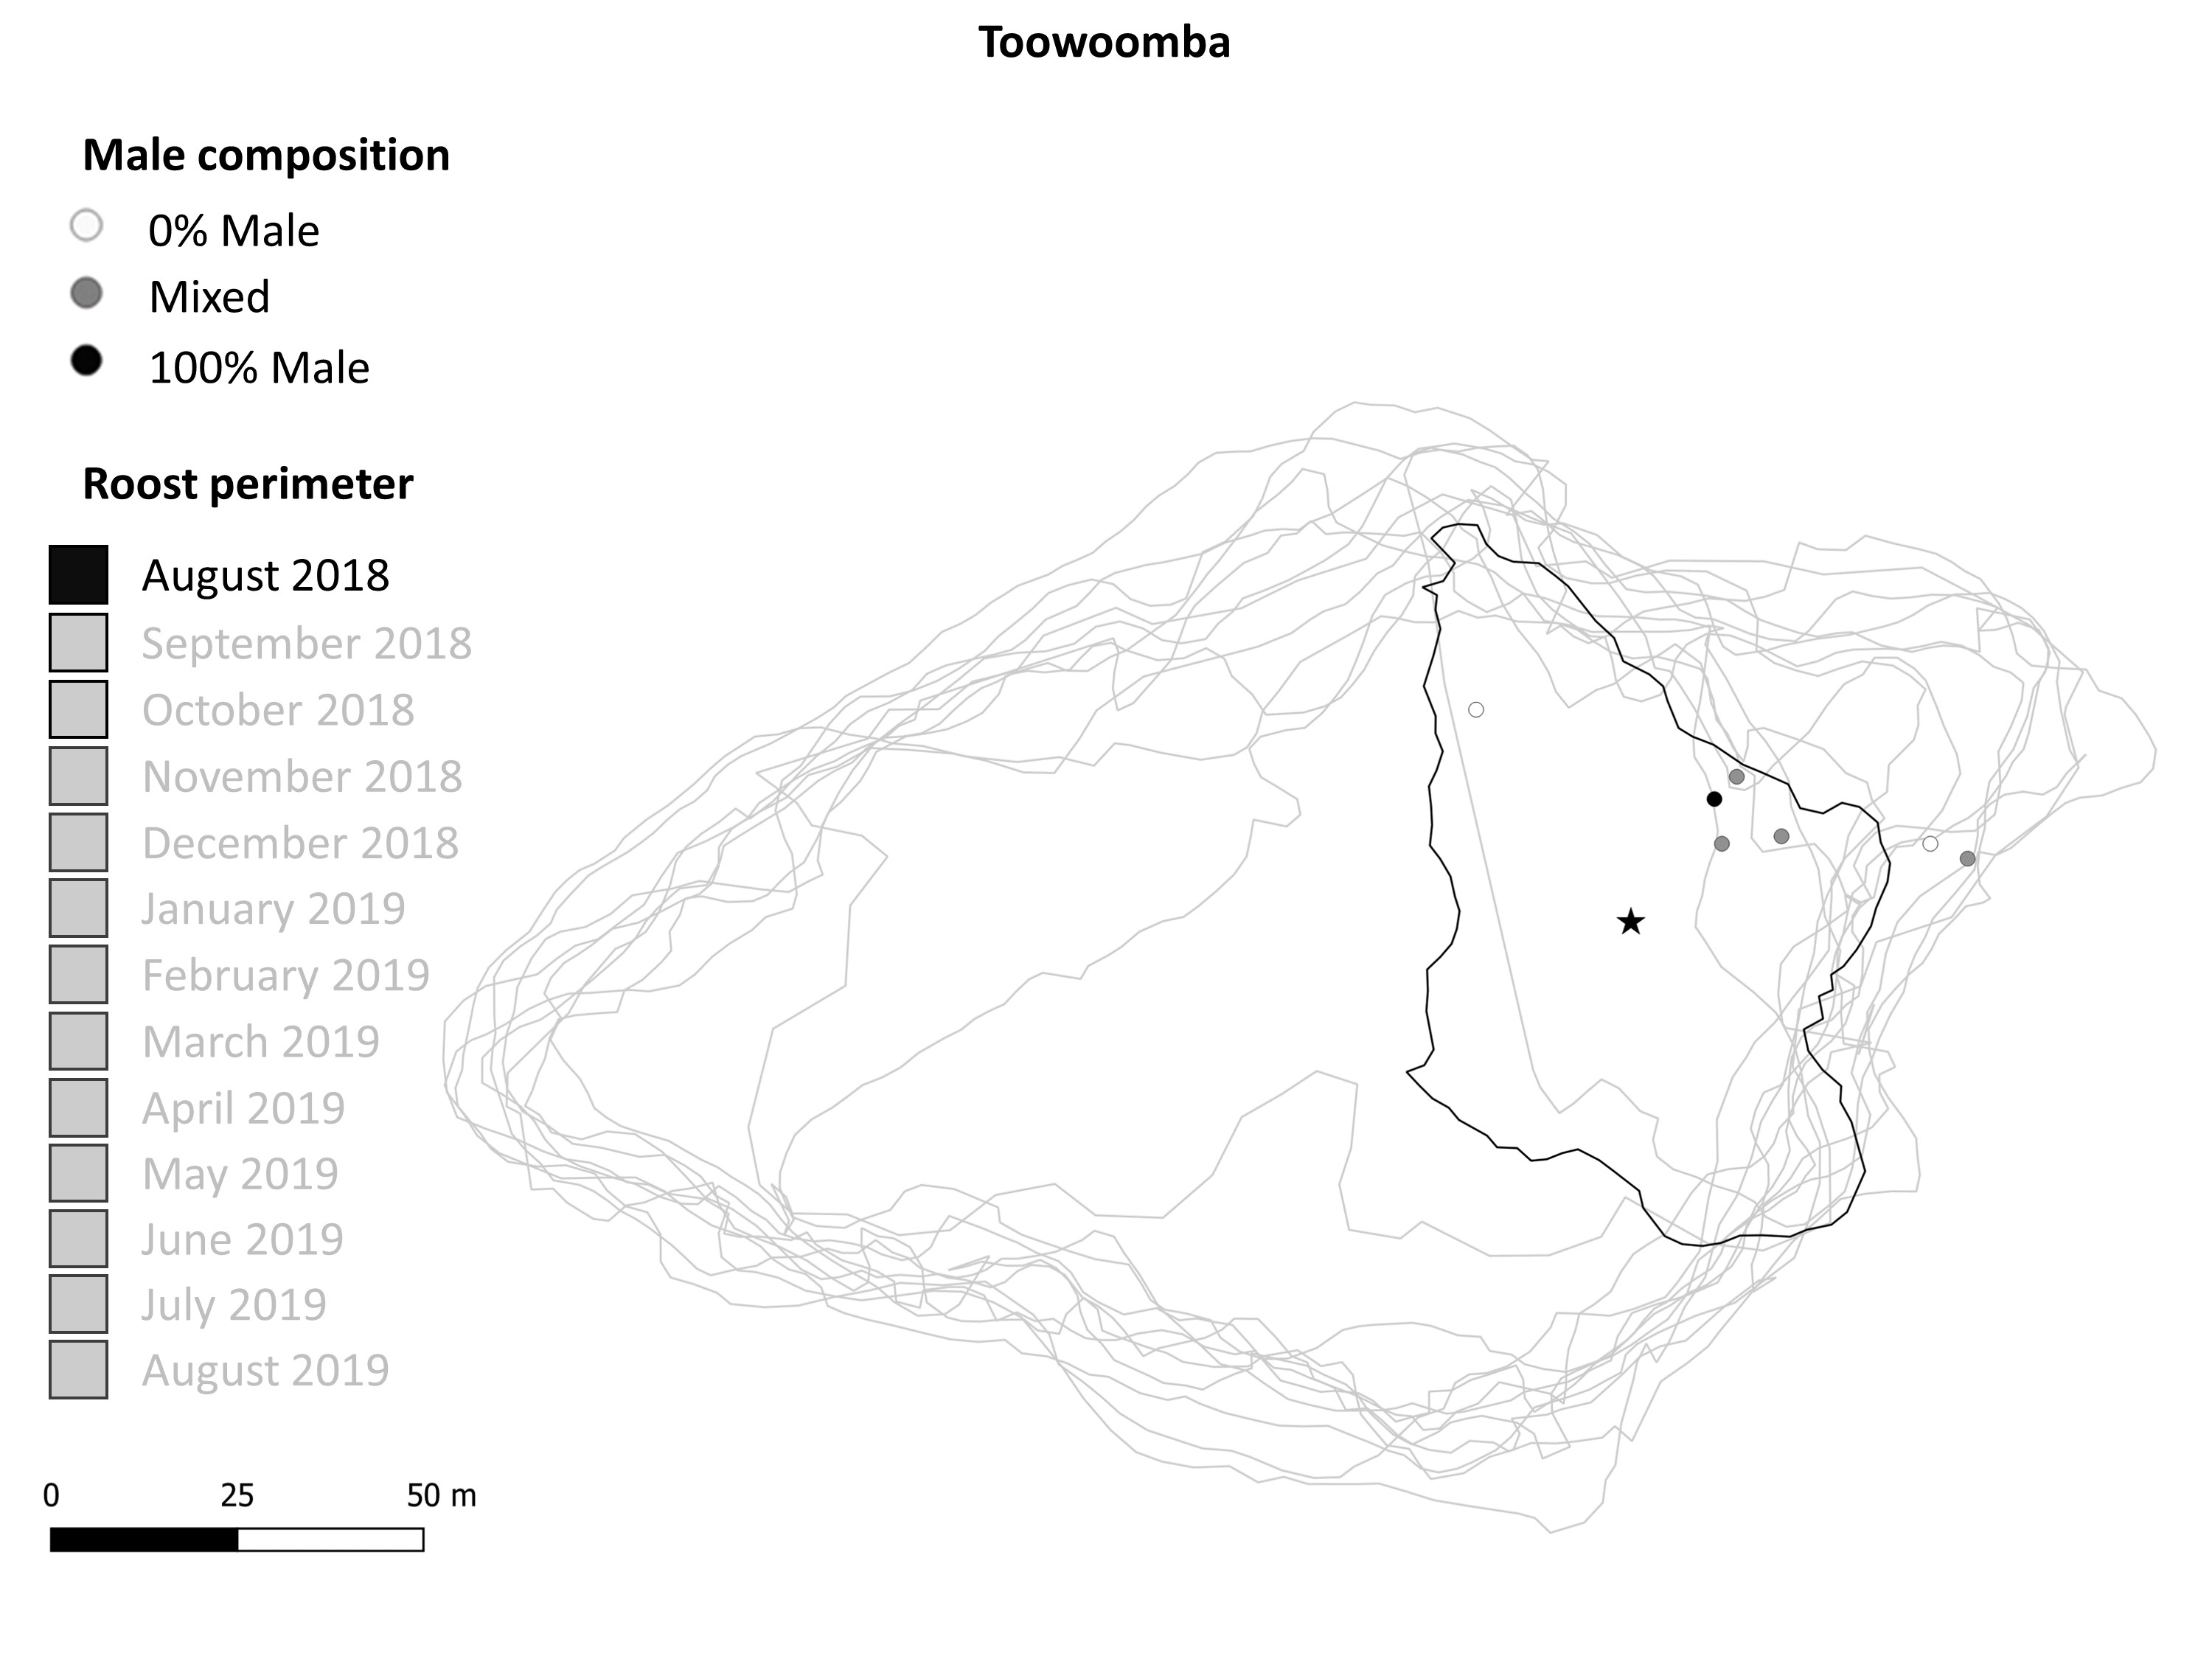 Toowoomba
Male composition
0% Male
Mixed
100% Male
Roost perimeter
August 2018
September 2018
October 2018
November 2018
December 2018
January 2019
February 2019
March 2019
April 2019
May 2019
June 2019
July 2019
August 2019
0 25 50 m